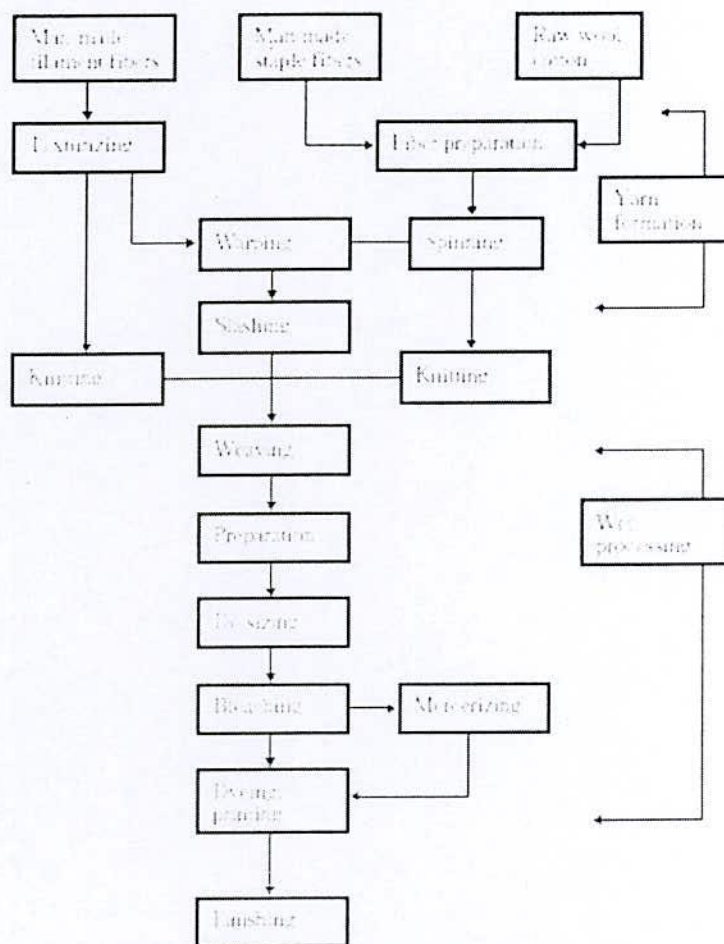 Man made
filament fibers
Man made
staple fibers
Raw wool
cotton
Texturizing
Fiber preparation
Yarn
formation
Warping
Spinning
Slashing
Knitting
Knitting
Weaving
Wet
processing
Preparation
Desizing
Bleaching
Mercerizing
Dyeing
printing
Finishing